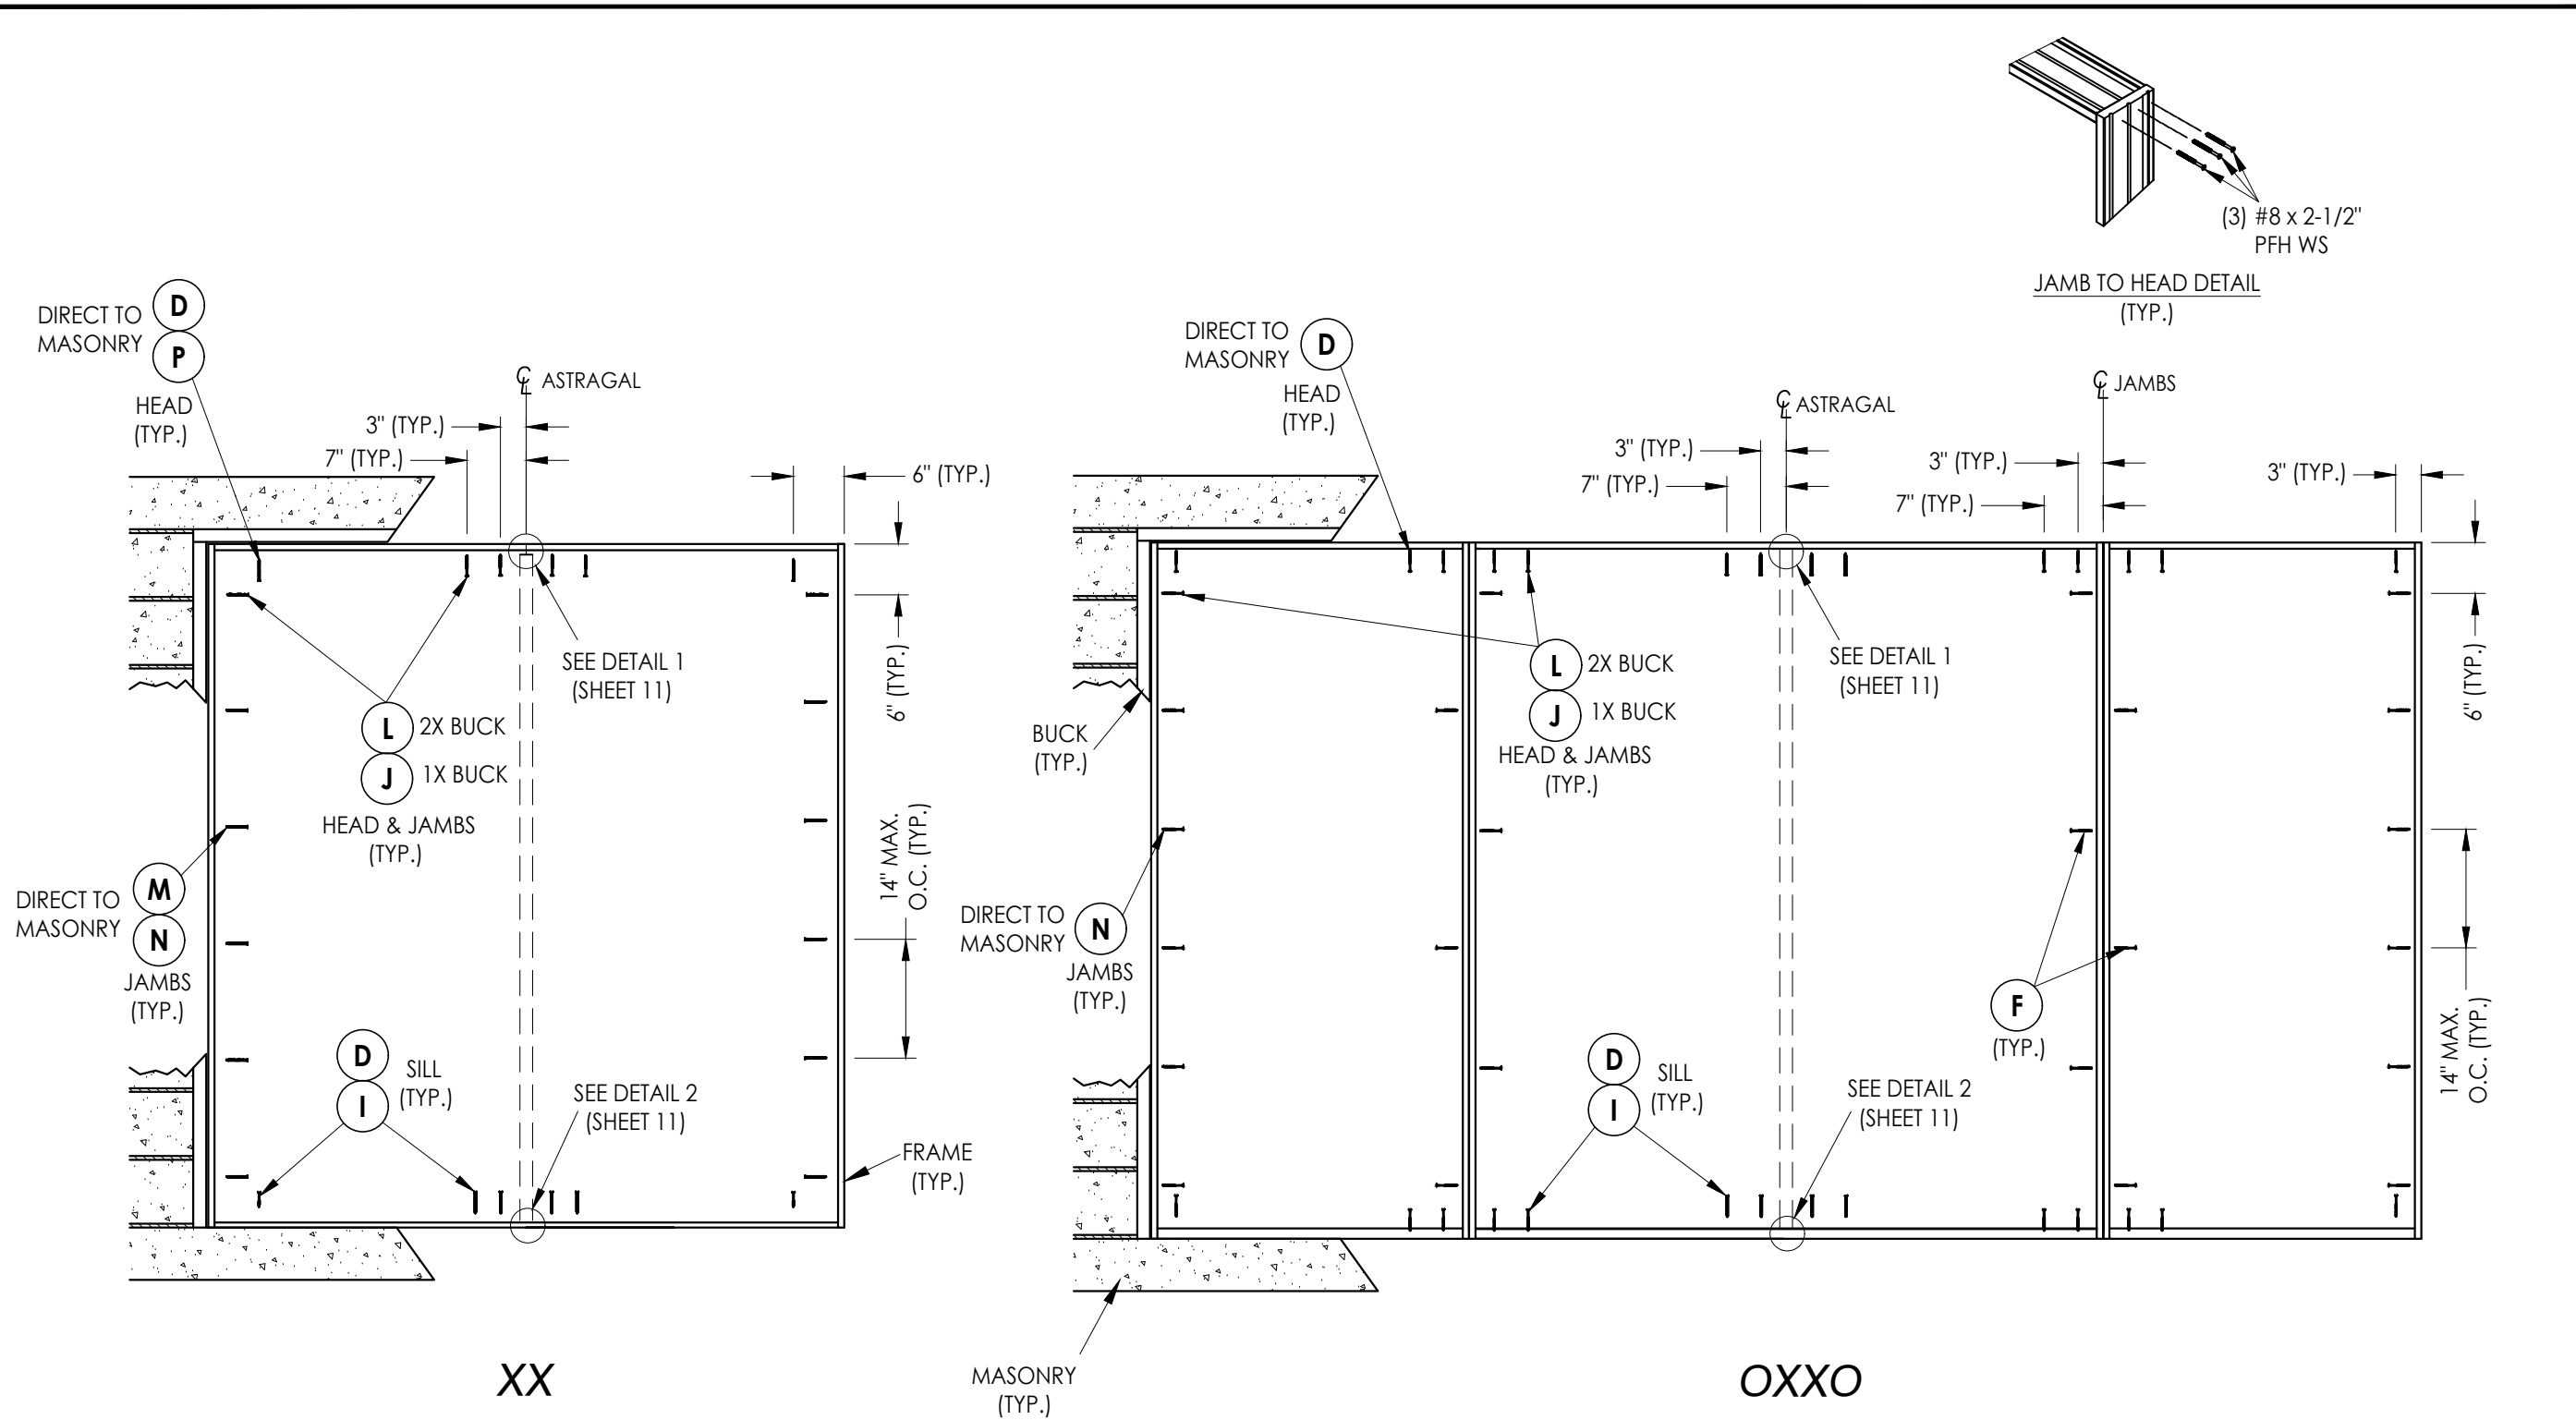 (3) #8 x 2-1/2"
PFH WS
JAMB TO HEAD DETAIL
(TYP.)
DIRECT TO
MASONRY
D
P
HEAD
(TYP.)
℄ ASTRAGAL
3" (TYP.)
7" (TYP.)
6" (TYP.)
6" (TYP.)
SEE DETAIL 1
(SHEET 11)
L 2X BUCK
J 1X BUCK
HEAD & JAMBS
(TYP.)
14" MAX.
O.C. (TYP.)
DIRECT TO
MASONRY
M
N
JAMBS
(TYP.)
D
I
SILL
(TYP.)
SEE DETAIL 2
(SHEET 11)
FRAME
(TYP.)
XX
DIRECT TO
MASONRY
D
HEAD
(TYP.)
℄ ASTRAGAL
℄ JAMBS
3" (TYP.)
7" (TYP.)
3" (TYP.)
7" (TYP.)
3" (TYP.)
6" (TYP.)
L 2X BUCK
J 1X BUCK
HEAD & JAMBS
(TYP.)
SEE DETAIL 1
(SHEET 11)
BUCK
(TYP.)
DIRECT TO
MASONRY
N
JAMBS
(TYP.)
F
(TYP.)
14" MAX.
O.C. (TYP.)
D
I
SILL
(TYP.)
SEE DETAIL 2
(SHEET 11)
MASONRY
(TYP.)
OXXO